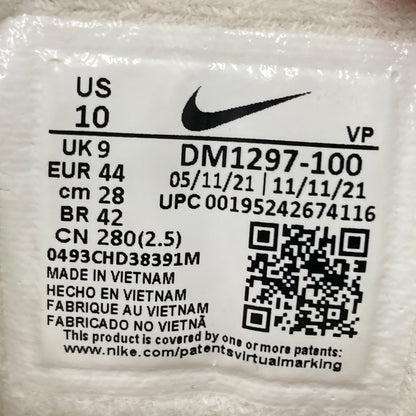 US
10
VP
UK 9
EUR 44
cm 28
BR 42
CN 280(2.5)
DM1297-100
05/11/21 | 11/11/21
UPC 00195242674116
0493CHD38391M
MADE IN VIETNAM
HECHO EN VIETNAM
FABRIQUE AU VIETNAM
FABRICADO NO VIETNÃ
This product is covered by one or more patents:
www.nike.com/patentsvirtualmarking